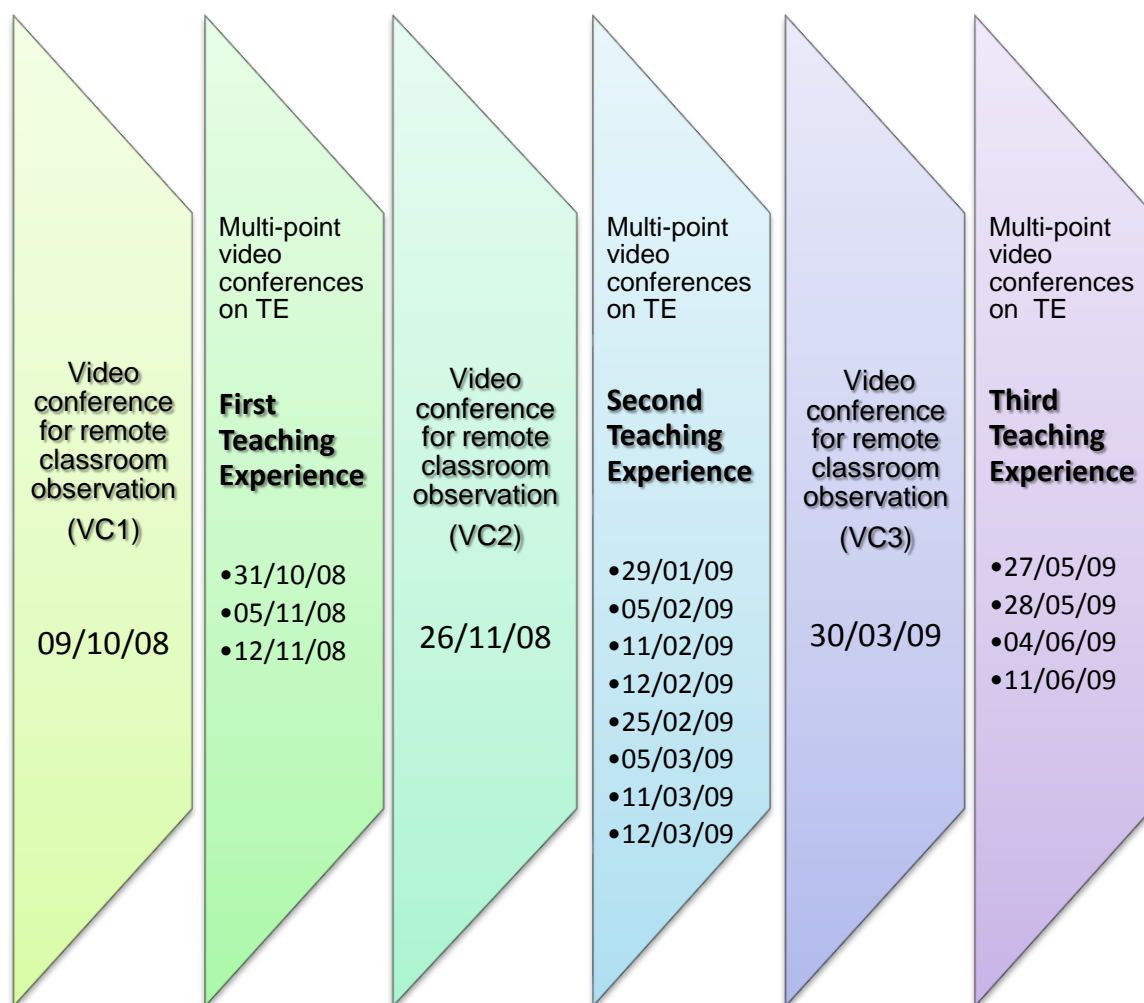 Video
conference
for remote
classroom
observation
(VC1)
09/10/08
Multi-point
video
conferences
on TE
First
Teaching
Experience
•31/10/08
•05/11/08
•12/11/08
Video
conference
for remote
classroom
observation
(VC2)
26/11/08
Multi-point
video
conferences
on TE
Second
Teaching
Experience
•29/01/09
•05/02/09
•11/02/09
•12/02/09
•25/02/09
•05/03/09
•11/03/09
•12/03/09
Video
conference
for remote
classroom
observation
(VC3)
30/03/09
Multi-point
video
conferences
on TE
Third
Teaching
Experience
•27/05/09
•28/05/09
•04/06/09
•11/06/09